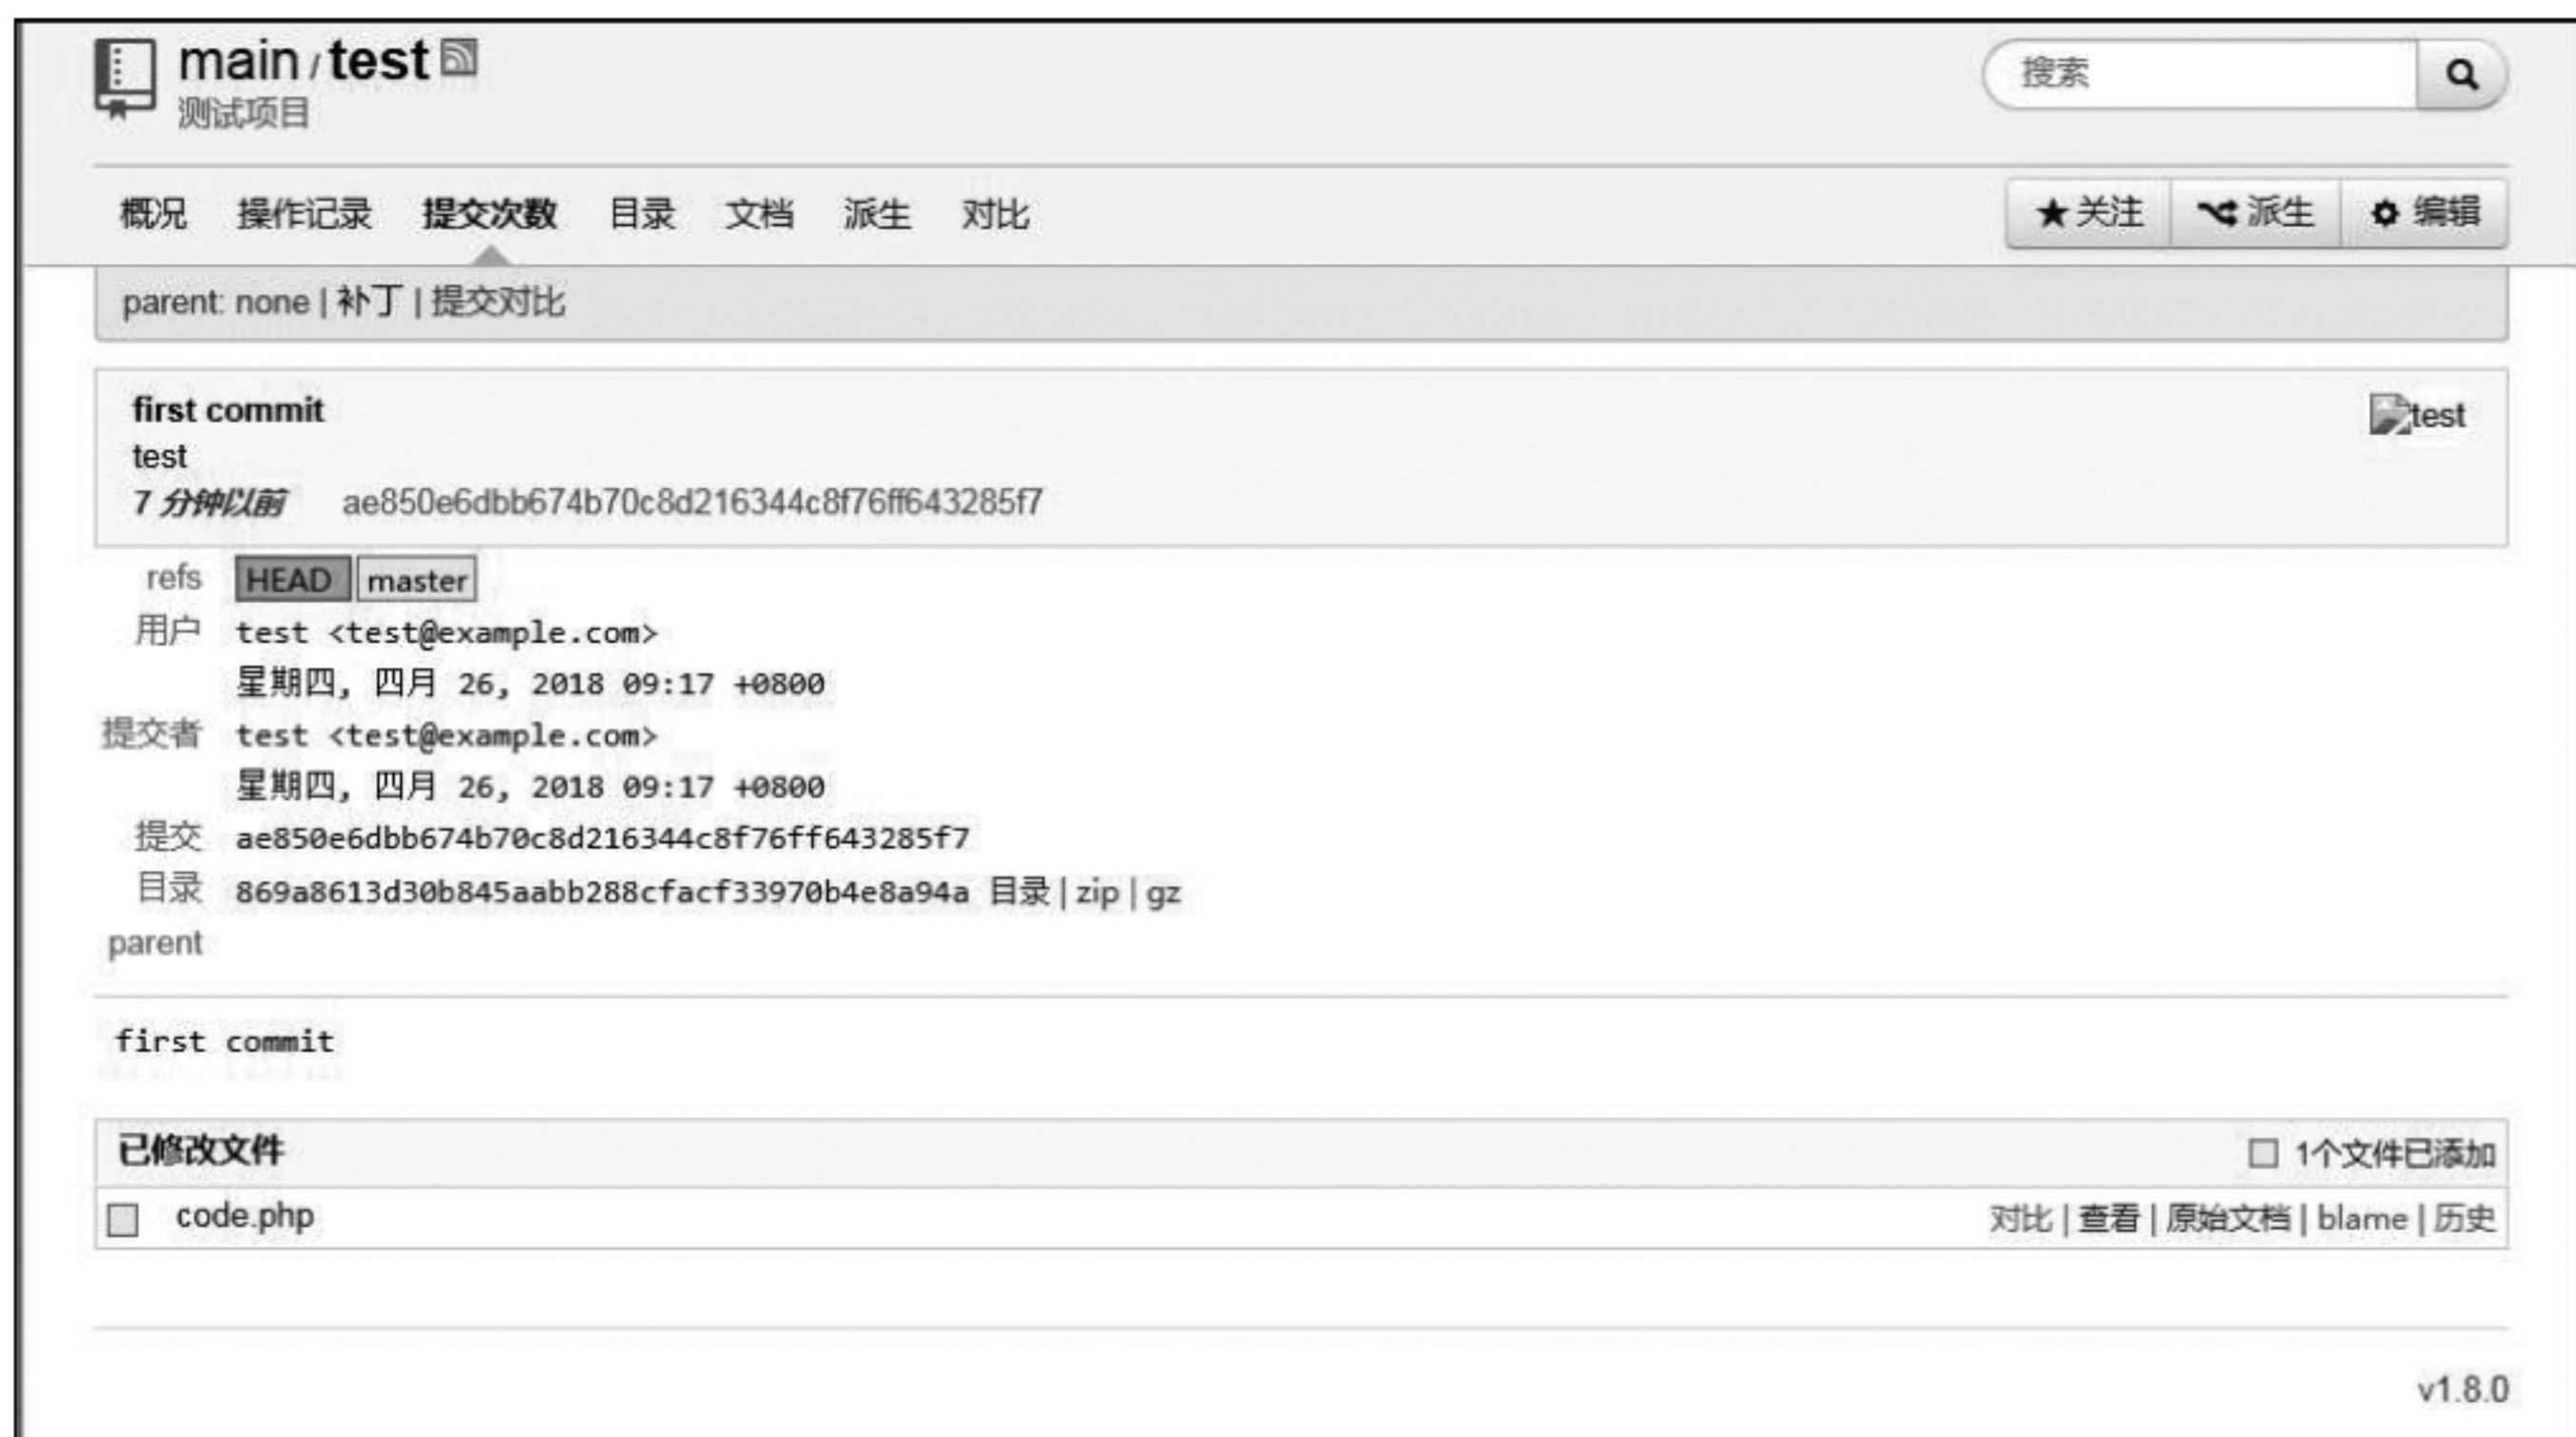 main / test
测试项目
搜索
概况 操作记录 提交次数 目录 文档 派生 对比 关注 派生 编辑
parent: none | 补丁 | 提交对比
first commit
test
test
7 分钟以前 ae850e6dbb674b70c8d216344c8f76ff643285f7
refs HEAD master
用户 test <test@example.com>
星期四, 四月 26, 2018 09:17 +0800
提交者 test <test@example.com>
星期四, 四月 26, 2018 09:17 +0800
提交 ae850e6dbb674b70c8d216344c8f76ff643285f7
目录 869a8613d30b845aabb288cfacf33970b4e8a94a 目录 | zip | gz
parent
first commit
已修改文件 1个文件已添加
code.php 对比 | 查看 | 原始文档 | blame | 历史
v1.8.0